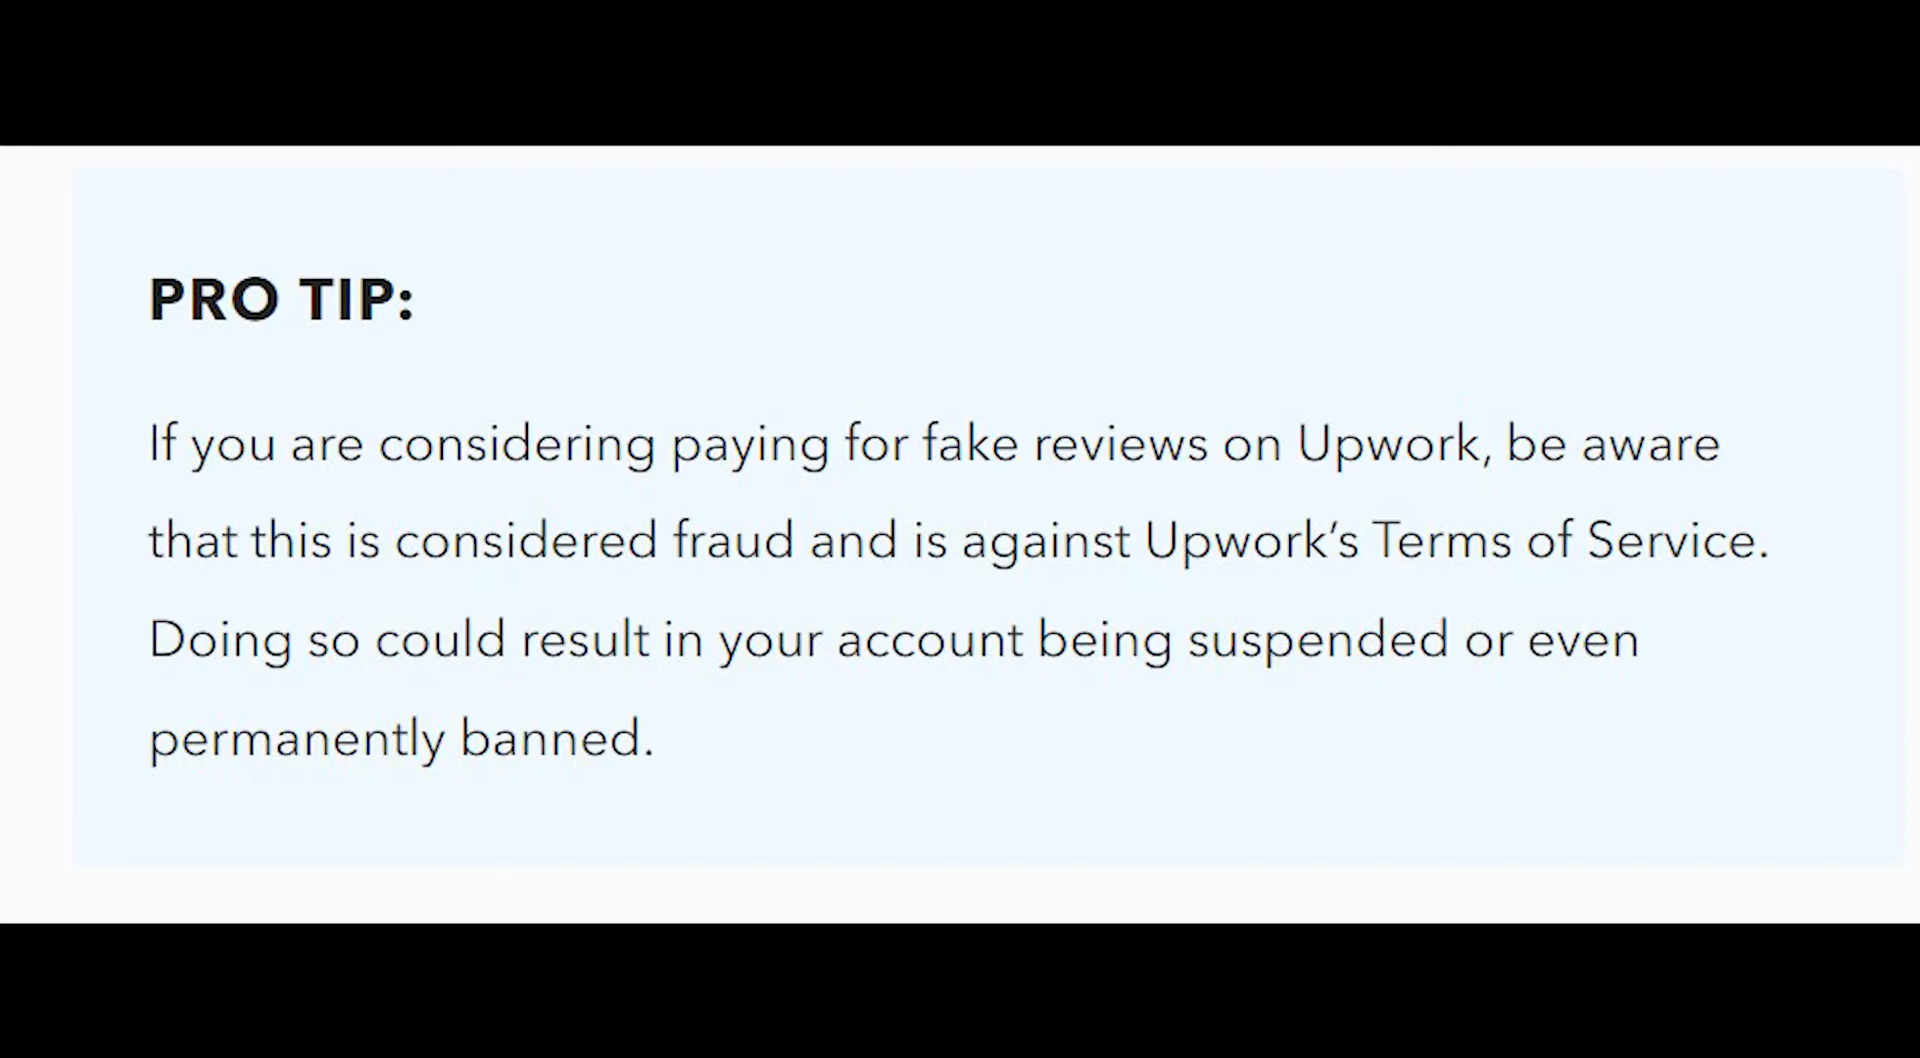 PRO TIP:
If you are considering paying for fake reviews on Upwork, be aware
that this is considered fraud and is against Upwork‘s Terms of Service.
Doing so could result in your account being suspended or even
permanently banned.